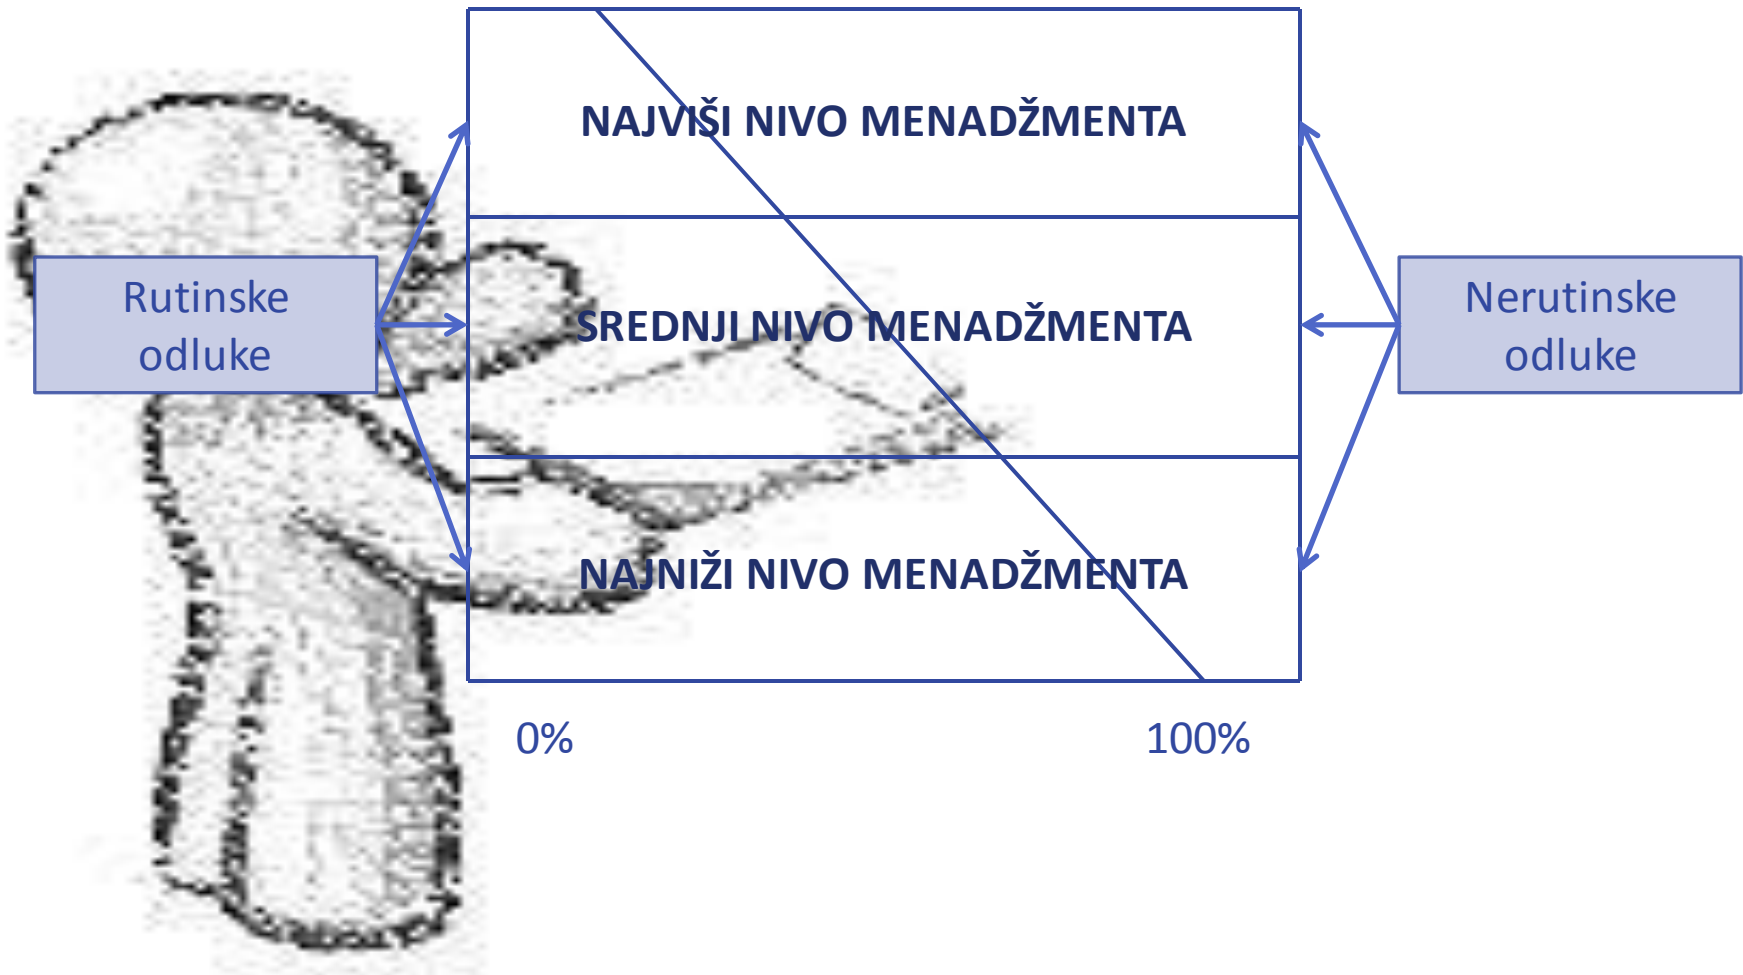 NAJVIŠI NIVO MENADŽMENTA
Rutinske
odluke
SREDNJI NIVO MENADŽMENTA
Nerutinske
odluke
NAJNIŽI NIVO MENADŽMENTA
0%
100%